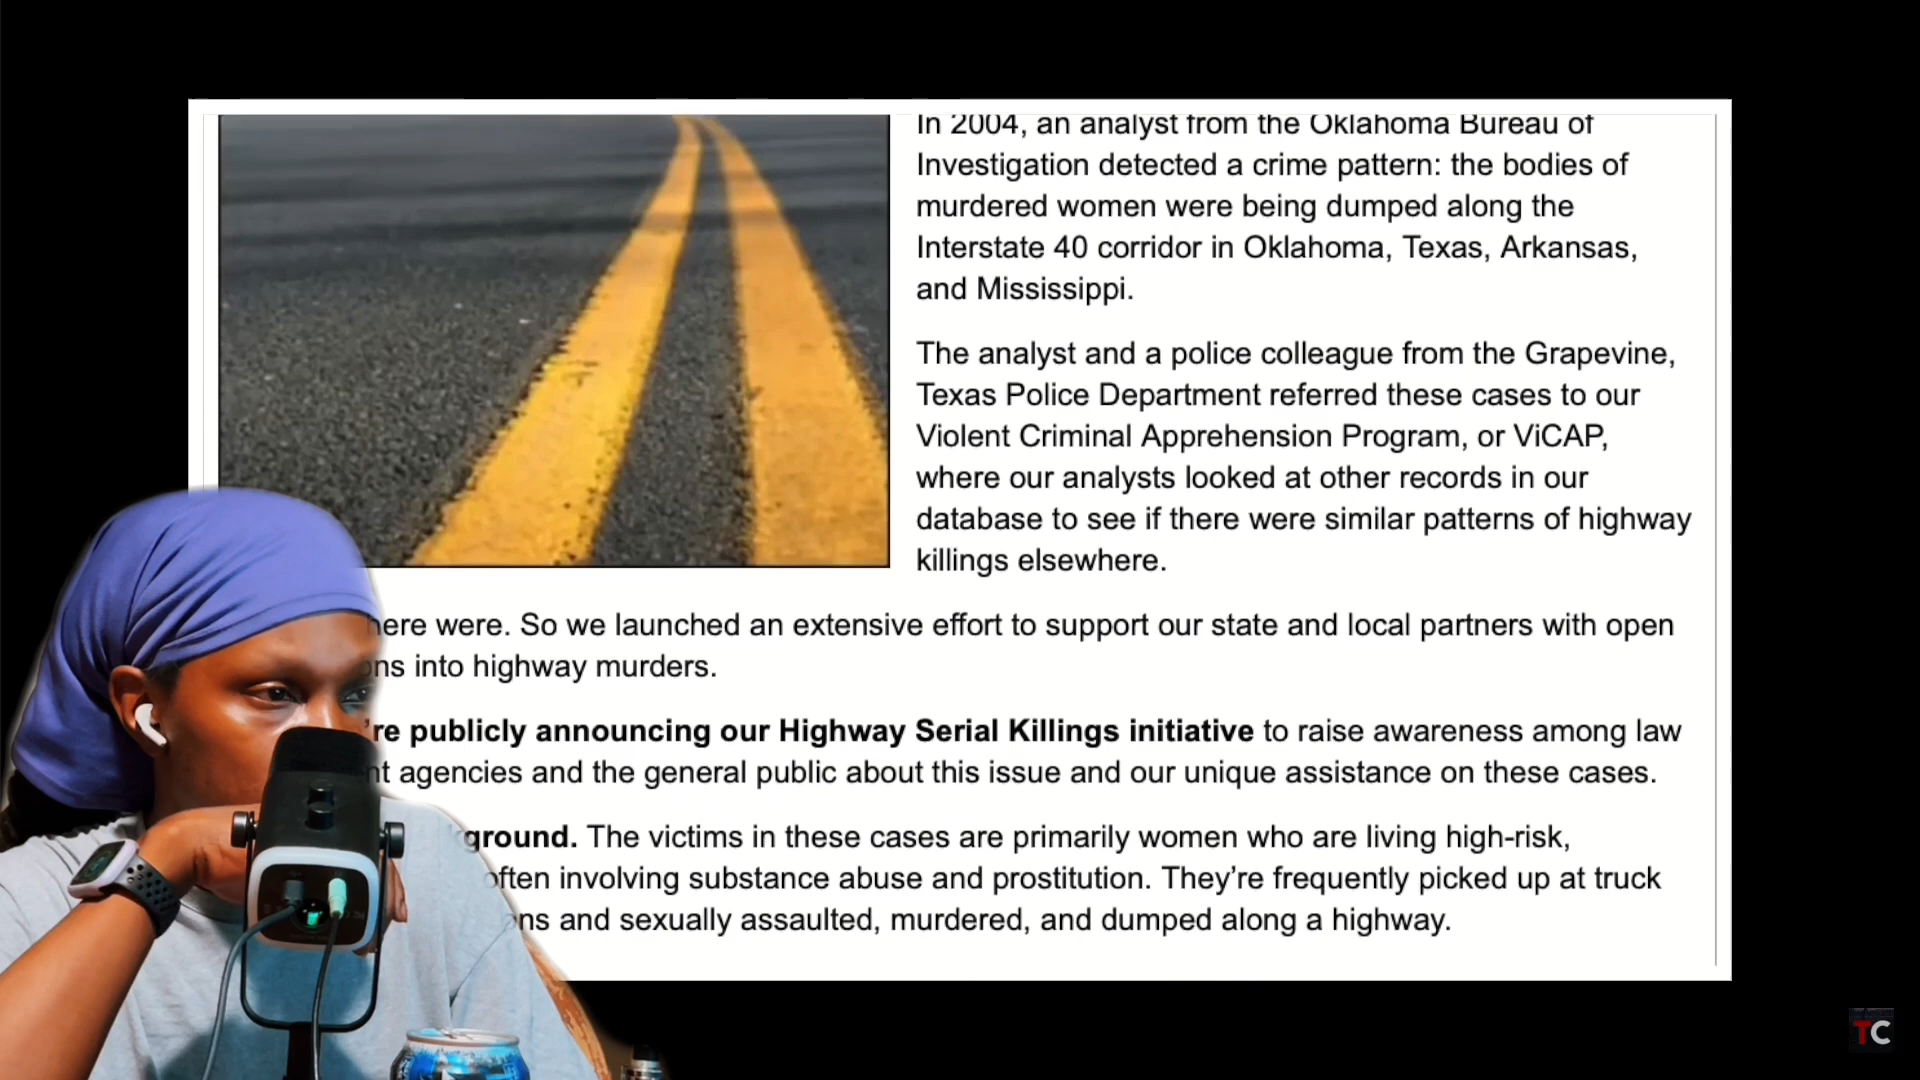 In 2004, an analyst from the Oklahoma Bureau of
Investigation detected a crime pattern: the bodies of
murdered women were being dumped along the
Interstate 40 corridor in Oklahoma, Texas, Arkansas,
and Mississippi.
The analyst and a police colleague from the Grapevine,
Texas Police Department referred these cases to our
Violent Criminal Apprehension Program, or ViCAP,
where our analysts looked at other records in our
database to see if there were similar patterns of highway
killings elsewhere.
here were. So we launched an extensive effort to support our state and local partners with open
ons into highway murders.
're publicly announcing our Highway Serial Killings initiative to raise awareness among law
nt agencies and the general public about this issue and our unique assistance on these cases.
ground. The victims in these cases are primarily women who are living high-risk,
often involving substance abuse and prostitution. They're frequently picked up at truck
ons and sexually assaulted, murdered, and dumped along a highway.
TC